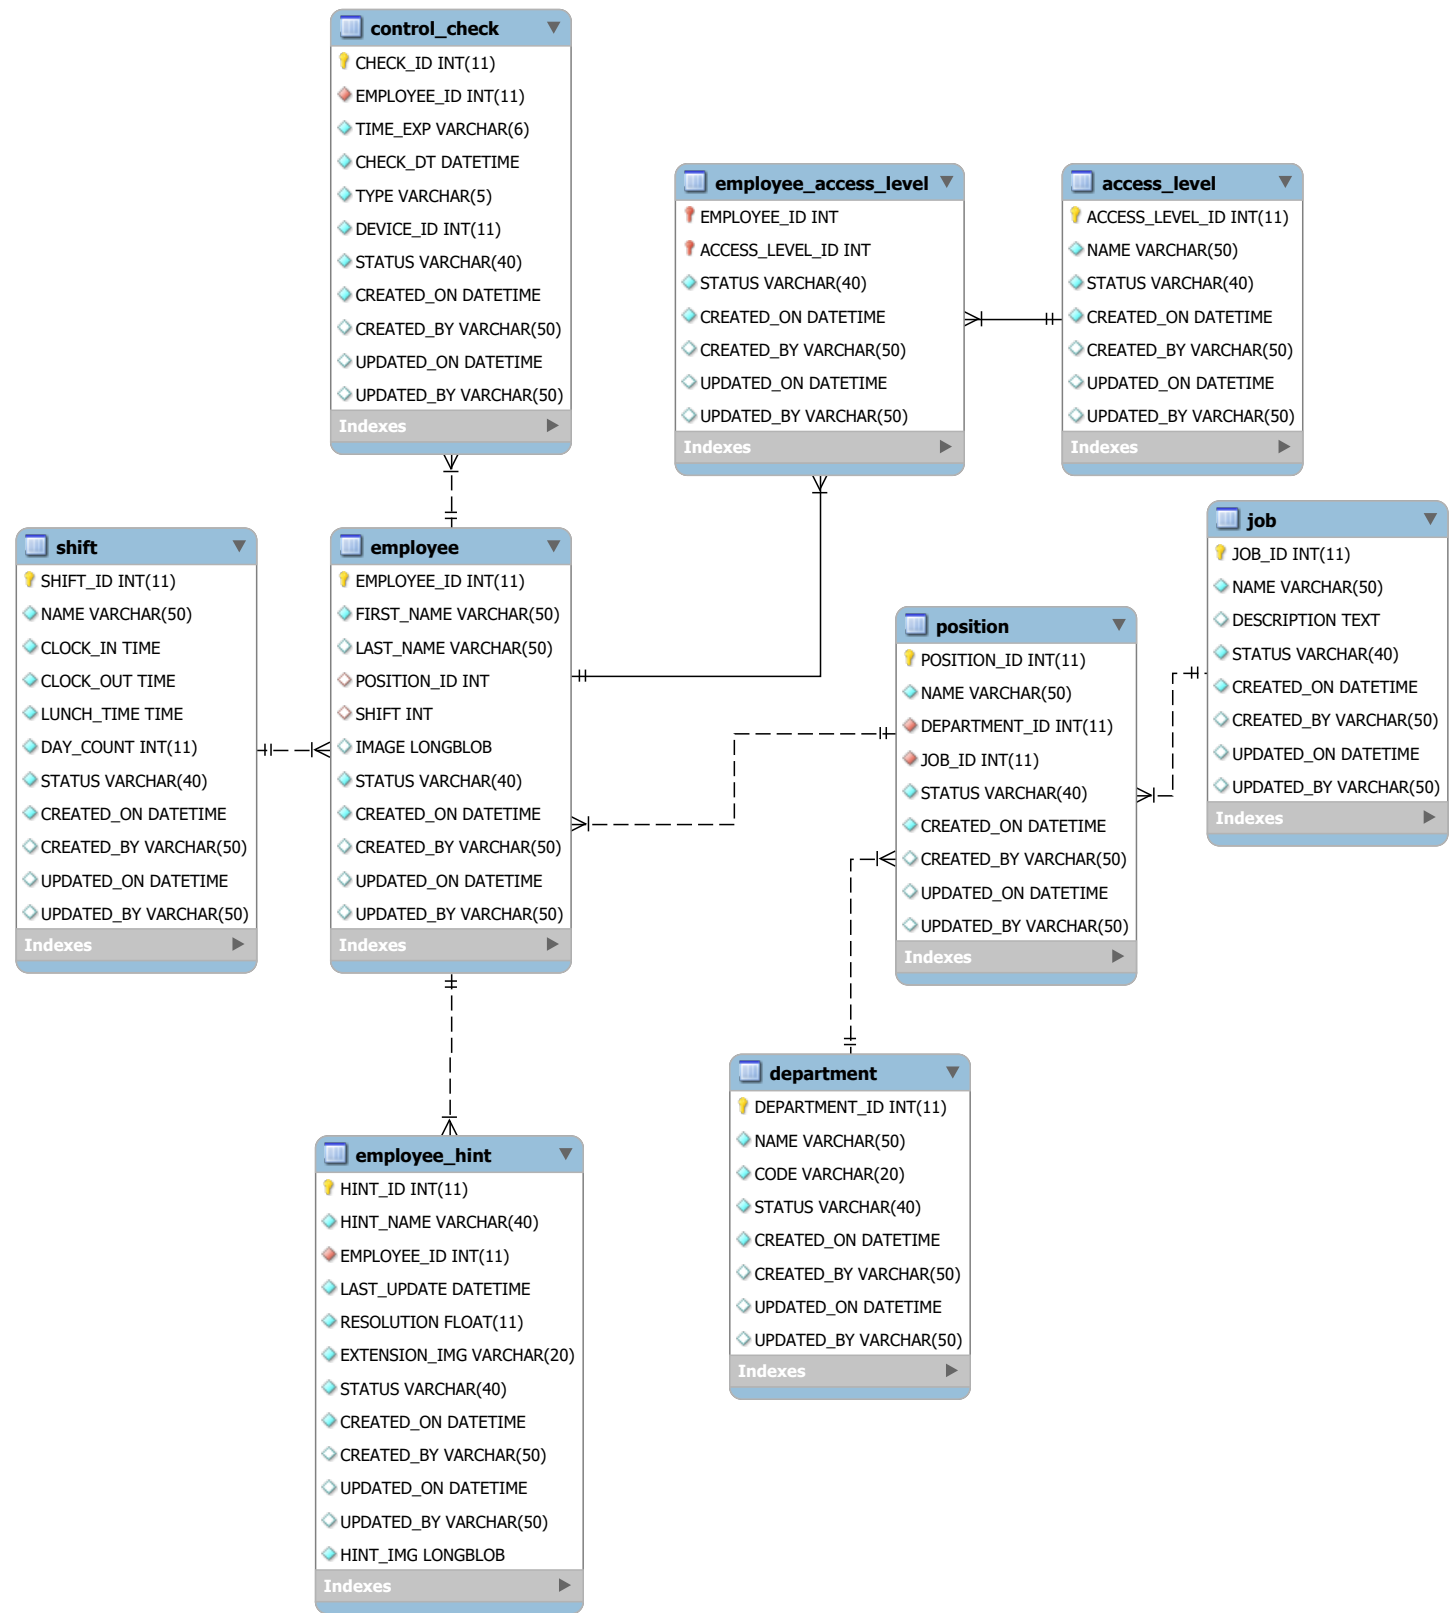 control_check
CHECK_ID INT(11)
EMPLOYEE_ID INT(11)
TIME_EXP VARCHAR(6)
CHECK_DT DATETIME
TYPE VARCHAR(5)
DEVICE_ID INT(11)
STATUS VARCHAR(40)
CREATED_ON DATETIME
CREATED_BY VARCHAR(50)
UPDATED_ON DATETIME
UPDATED_BY VARCHAR(50)
Indexes
employee_access_level
EMPLOYEE_ID INT
ACCESS_LEVEL_ID INT
STATUS VARCHAR(40)
CREATED_ON DATETIME
CREATED_BY VARCHAR(50)
UPDATED_ON DATETIME
UPDATED_BY VARCHAR(50)
Indexes
access_level
ACCESS_LEVEL_ID INT(11)
NAME VARCHAR(50)
STATUS VARCHAR(40)
CREATED_ON DATETIME
CREATED_BY VARCHAR(50)
UPDATED_ON DATETIME
UPDATED_BY VARCHAR(50)
Indexes
shift
SHIFT_ID INT(11)
NAME VARCHAR(50)
CLOCK_IN TIME
CLOCK_OUT TIME
LUNCH_TIME TIME
DAY_COUNT INT(11)
STATUS VARCHAR(40)
CREATED_ON DATETIME
CREATED_BY VARCHAR(50)
UPDATED_ON DATETIME
UPDATED_BY VARCHAR(50)
Indexes
employee
EMPLOYEE_ID INT(11)
FIRST_NAME VARCHAR(50)
LAST_NAME VARCHAR(50)
POSITION_ID INT
SHIFT INT
IMAGE LONGBLOB
STATUS VARCHAR(40)
CREATED_ON DATETIME
CREATED_BY VARCHAR(50)
UPDATED_ON DATETIME
UPDATED_BY VARCHAR(50)
Indexes
position
POSITION_ID INT(11)
NAME VARCHAR(50)
DEPARTMENT_ID INT(11)
JOB_ID INT(11)
STATUS VARCHAR(40)
CREATED_ON DATETIME
CREATED_BY VARCHAR(50)
UPDATED_ON DATETIME
UPDATED_BY VARCHAR(50)
Indexes
job
JOB_ID INT(11)
NAME VARCHAR(50)
DESCRIPTION TEXT
STATUS VARCHAR(40)
CREATED_ON DATETIME
CREATED_BY VARCHAR(50)
UPDATED_ON DATETIME
UPDATED_BY VARCHAR(50)
Indexes
employee_hint
HINT_ID INT(11)
HINT_NAME VARCHAR(40)
EMPLOYEE_ID INT(11)
LAST_UPDATE DATETIME
RESOLUTION FLOAT(11)
EXTENSION_IMG VARCHAR(20)
STATUS VARCHAR(40)
CREATED_ON DATETIME
CREATED_BY VARCHAR(50)
UPDATED_ON DATETIME
UPDATED_BY VARCHAR(50)
HINT_IMG LONGBLOB
Indexes
department
DEPARTMENT_ID INT(11)
NAME VARCHAR(50)
CODE VARCHAR(20)
STATUS VARCHAR(40)
CREATED_ON DATETIME
CREATED_BY VARCHAR(50)
UPDATED_ON DATETIME
UPDATED_BY VARCHAR(50)
Indexes